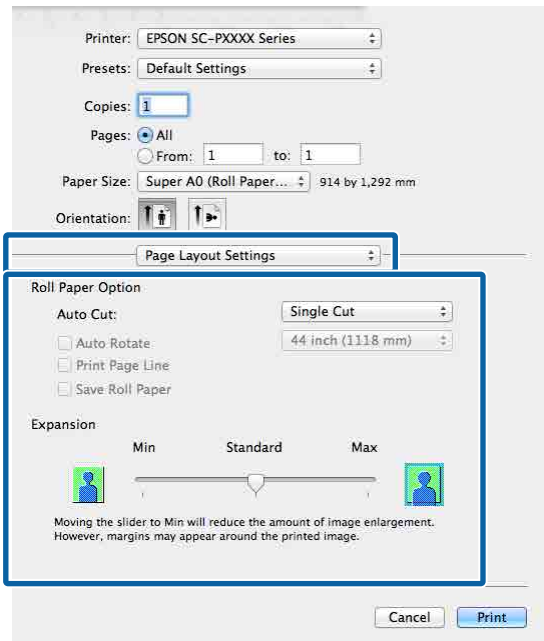 Printer: EPSON SC-PXXXX Series
Presets: Default Settings
Copies: 1
Pages: All
From: 1 to: 1
Paper Size: Super A0 (Roll Paper... 914 by 1,292 mm
Orientation:
Page Layout Settings
Roll Paper Option
Auto Cut: Single Cut
Auto Rotate 44 inch (1118 mm)
Print Page Line
Save Roll Paper
Expansion
Min Standard Max
Moving the slider to Min will reduce the amount of image enlargement.
However, margins may appear around the printed image.
Cancel Print